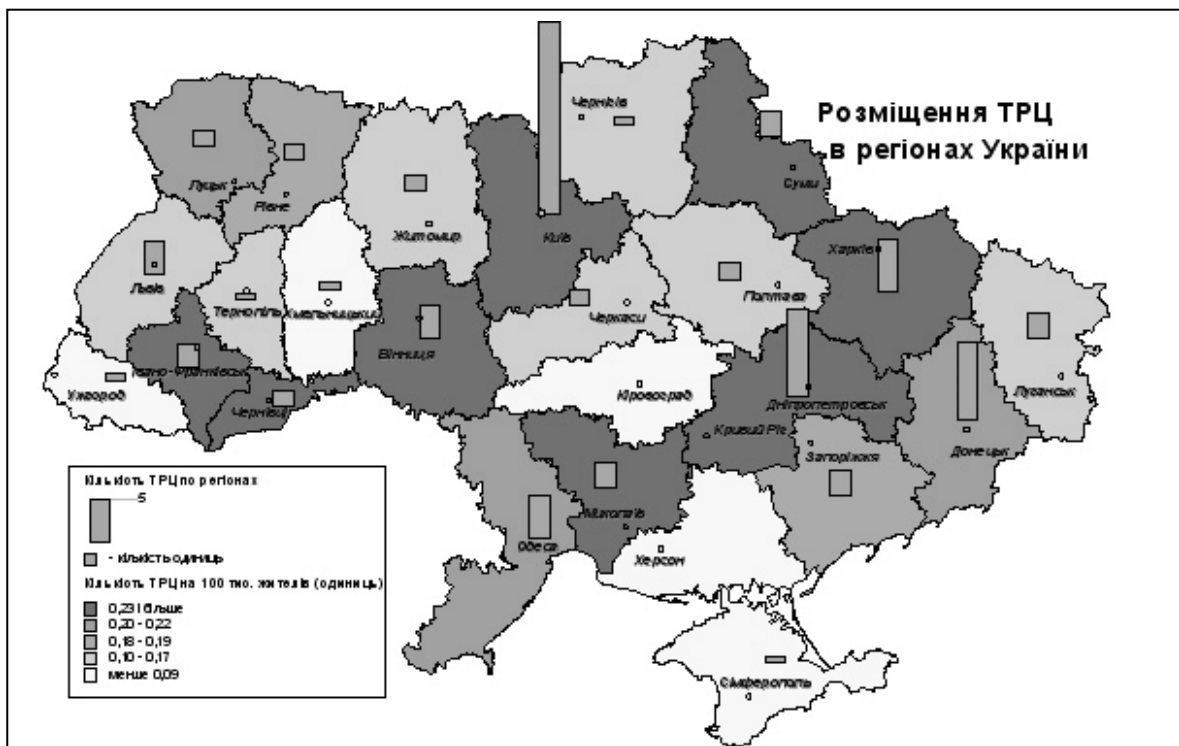 Розміщення ТРЦ
в регіонах України
Чернігів
Суми
Луцьк
Рівне
Житомир
Київ
Харків
Львів
Тернопіль
Хмельницький
Полтава
Черкаси
Вінниця
Івано-Франківськ
Ужгород
Чернівці
Кіровоград
Дніпропетровськ
Луганськ
Кривий Ріг
Запоріжжя
Донецьк
Миколаїв
Одеса
Херсон
Сімферополь
Кількість ТРЦ по регіонах
5
- кількість одиниць
Кількість ТРЦ на 100 тис. жителів (одиниць)
0,23 і більше
0,20 - 0,22
0,18 - 0,19
0,10 - 0,17
менше 0,09